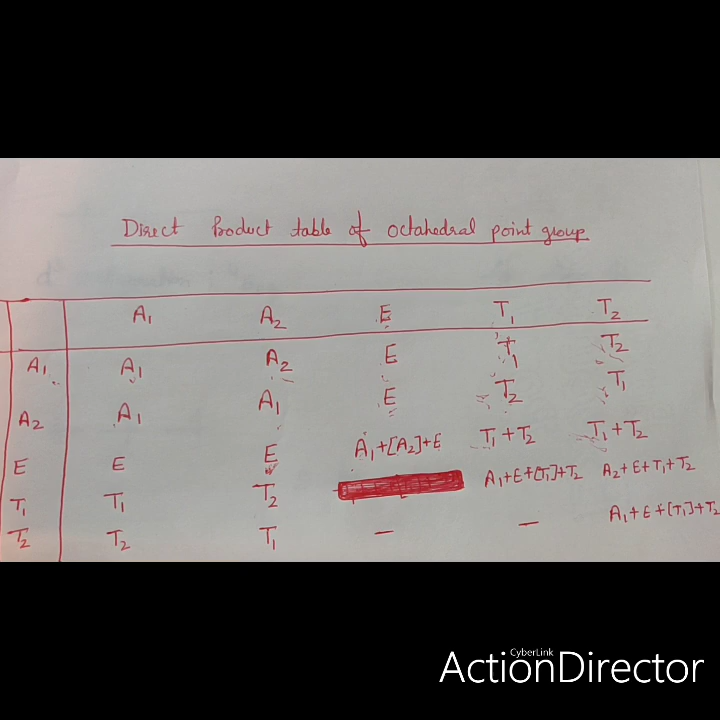 Direct Product table of octahedral point group
A₁ A₂ E T₁ T₂
A₁ A₁ A₂ E T₁ T₂
A₂ A₁ A₁ E T₂ T₁
E E E A₁+[A₂]+E T₁+T₂ T₁+T₂
T₁ T₁ T₂ A₁+E+[T₁]+T₂ A₂+E+T₁+T₂
T₂ T₂ T₁ – – A₁+E+[T₁]+T₂
CyberLink
ActionDirector